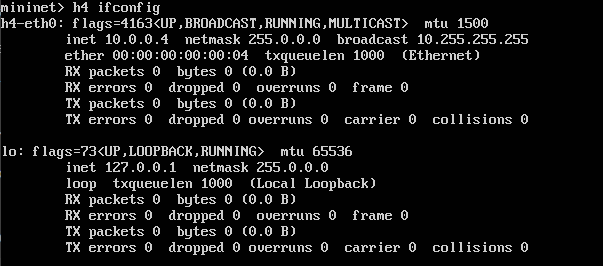 mininet> h4 ifconfig
h4-eth0: flags=4163<UP,BROADCAST,RUNNING,MULTICAST>  mtu 1500
        inet 10.0.0.4  netmask 255.0.0.0  broadcast 10.255.255.255
        ether 00:00:00:00:00:04  txqueuelen 1000  (Ethernet)
        RX packets 0  bytes 0 (0.0 B)
        RX errors 0  dropped 0  overruns 0  frame 0
        TX packets 0  bytes 0 (0.0 B)
        TX errors 0  dropped 0 overruns 0  carrier 0  collisions 0

lo: flags=73<UP,LOOPBACK,RUNNING>  mtu 65536
        inet 127.0.0.1  netmask 255.0.0.0
        loop  txqueuelen 1000  (Local Loopback)
        RX packets 0  bytes 0 (0.0 B)
        RX errors 0  dropped 0  overruns 0  frame 0
        TX packets 0  bytes 0 (0.0 B)
        TX errors 0  dropped 0 overruns 0  carrier 0  collisions 0